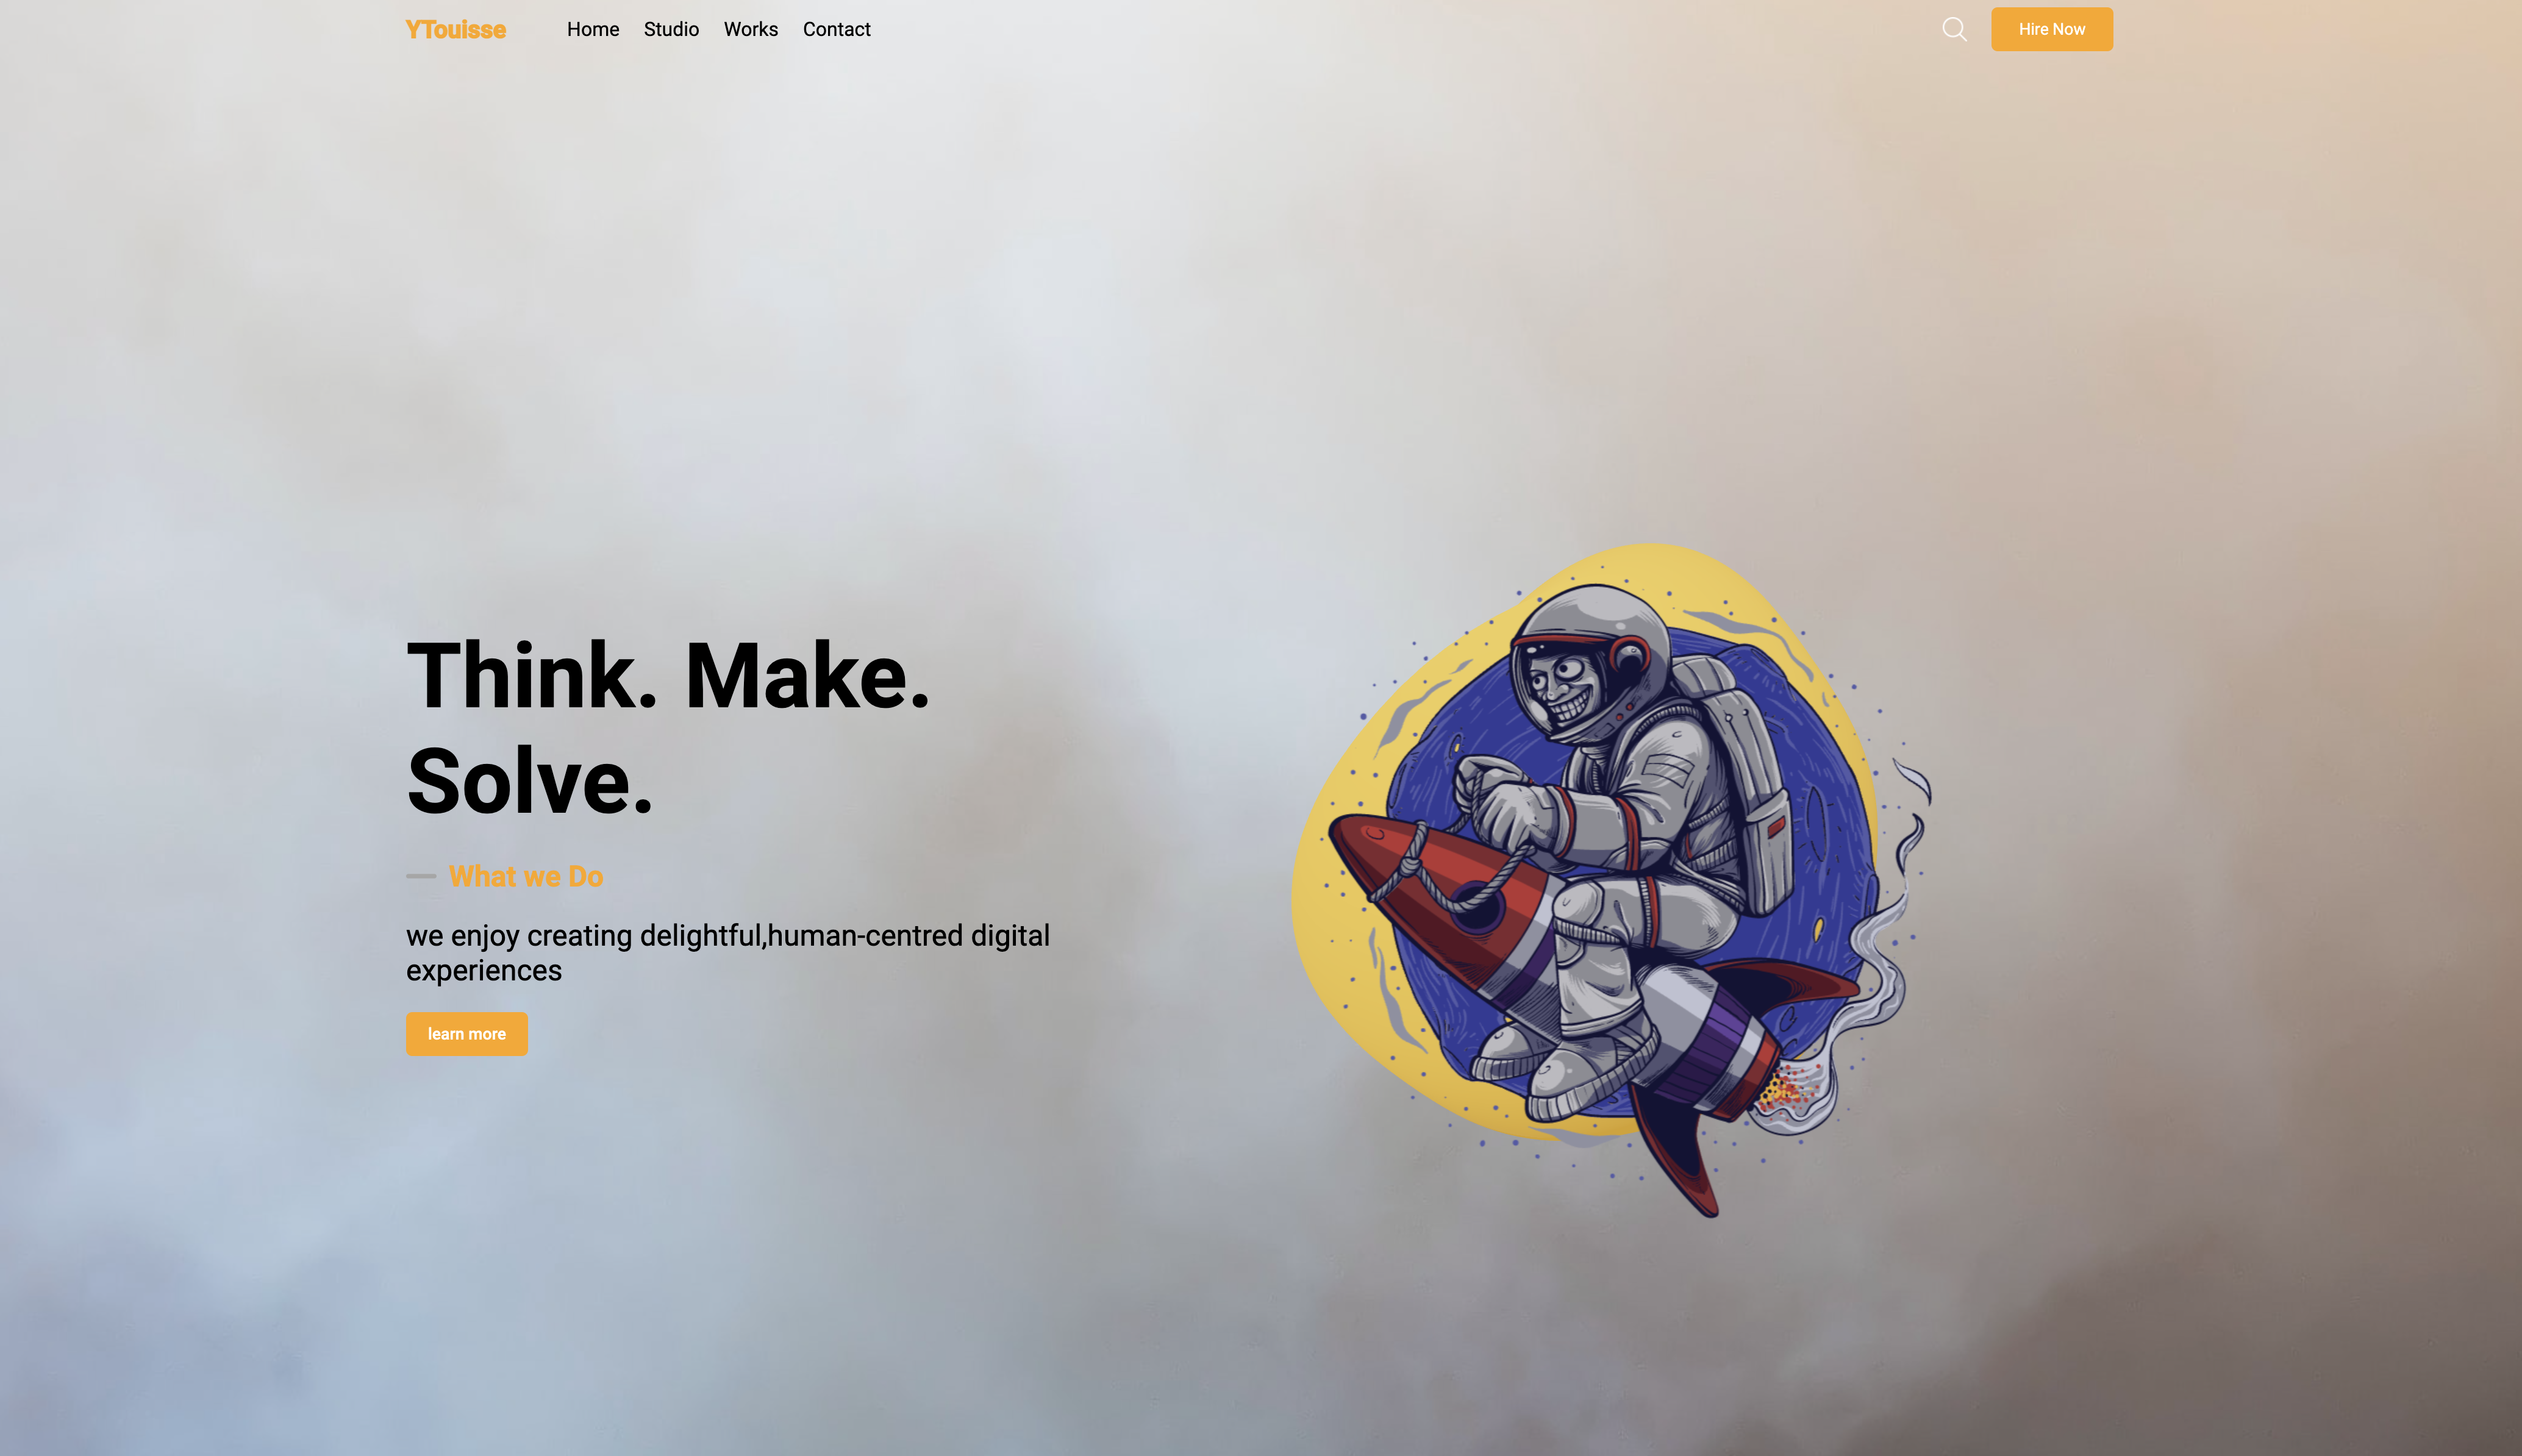 YTouisse
Home Studio Works Contact
Hire Now
Think. Make.
Solve.
What we Do
we enjoy creating delightful,human-centred digital
experiences
learn more